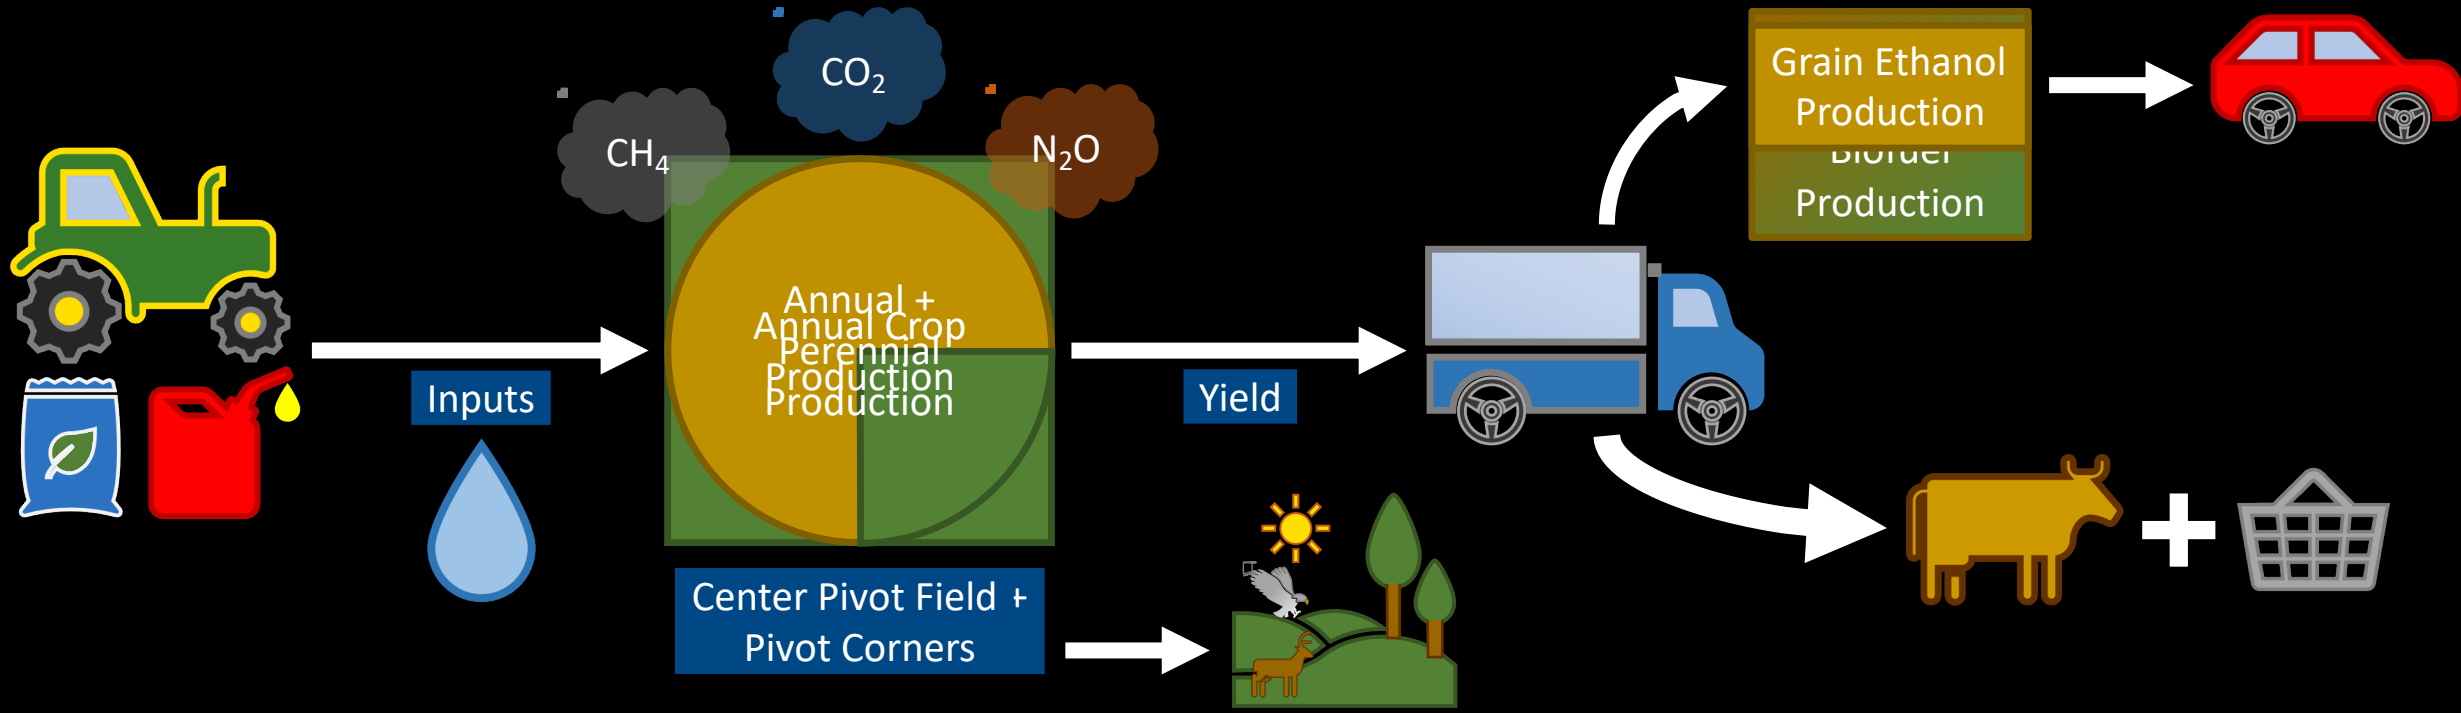 CO₂
CH₄
N₂O
Grain Ethanol
Production
Biofuel
Production
Annual +
Annual Crop
Perennial
Production
Production
Inputs
Yield
Center Pivot Field +
Pivot Corners